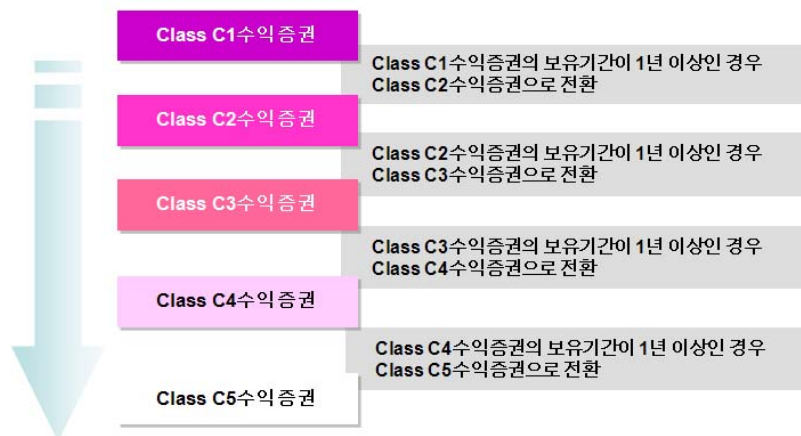 Class C1수익증권
Class C1수익증권의 보유기간이 1년 이상인 경우
Class C2수익증권으로 전환
Class C2수익증권
Class C2수익증권의 보유기간이 1년 이상인 경우
Class C3수익증권으로 전환
Class C3수익증권
Class C3수익증권의 보유기간이 1년 이상인 경우
Class C4수익증권으로 전환
Class C4수익증권
Class C4수익증권의 보유기간이 1년 이상인 경우
Class C5수익증권으로 전환
Class C5수익증권